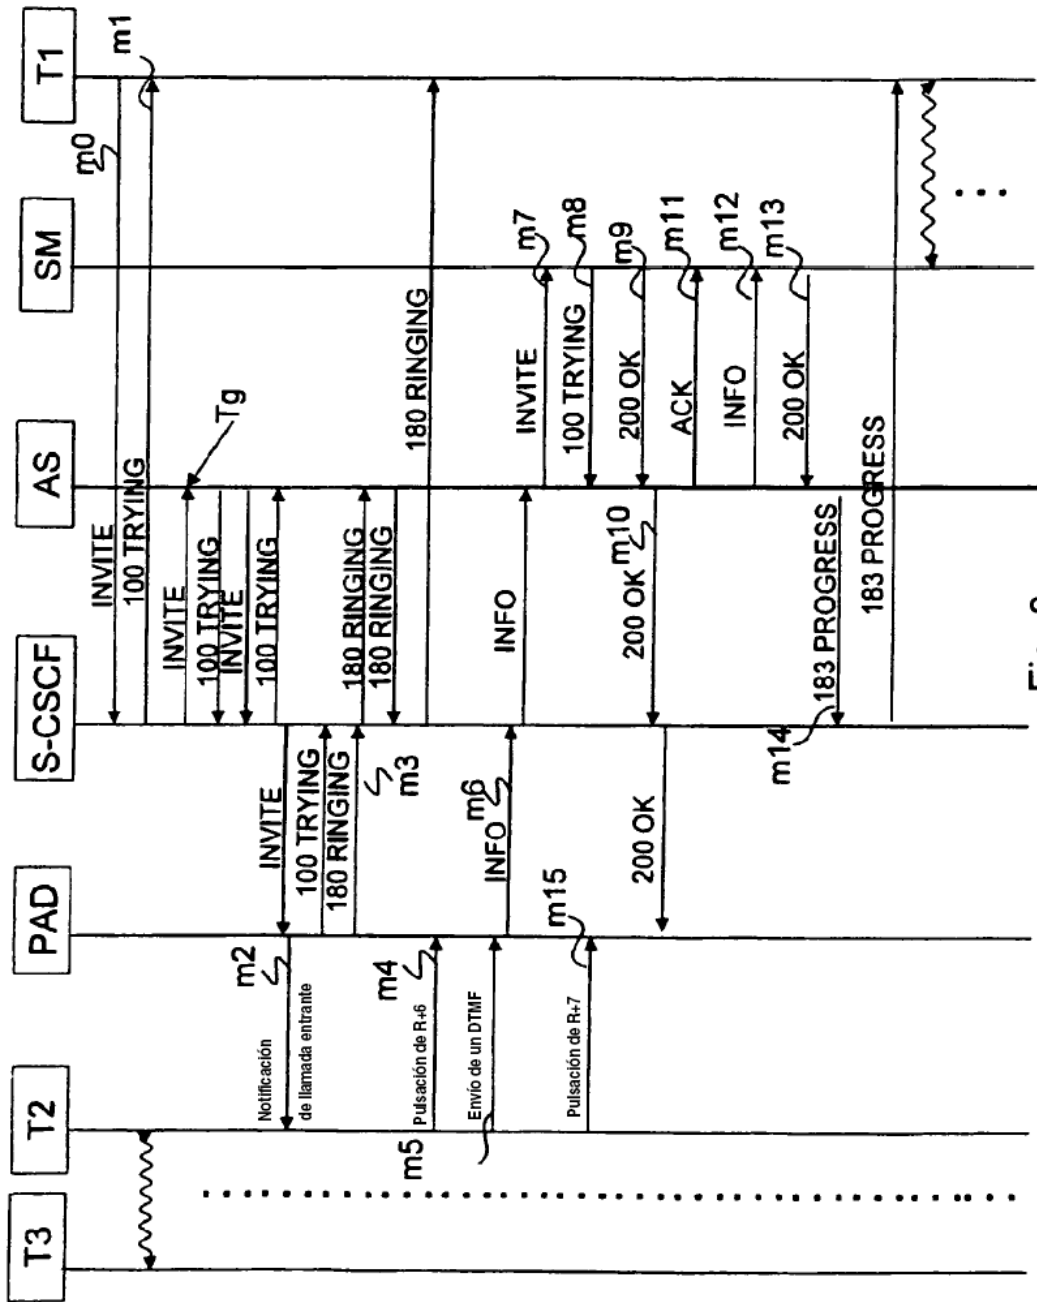 T3
T2
PAD
S-CSCF
AS
SM
T1
m0
INVITE
m1
100 TRYING
INVITE
Tg
100 TRYING
INVITE
100 TRYING
m2
Notificación
de llamada entrante
INVITE
100 TRYING
180 RINGING
m3
180 RINGING
180 RINGING
180 RINGING
m4
Pulsación de R+6
m5
Envío de un DTMF
m6
INFO
INFO
m7
INVITE
m8
100 TRYING
m15
Pulsación de R+7
m9
200 OK
m10
200 OK
200 OK
m11
ACK
m12
INFO
m13
200 OK
m14
183 PROGRESS
183 PROGRESS